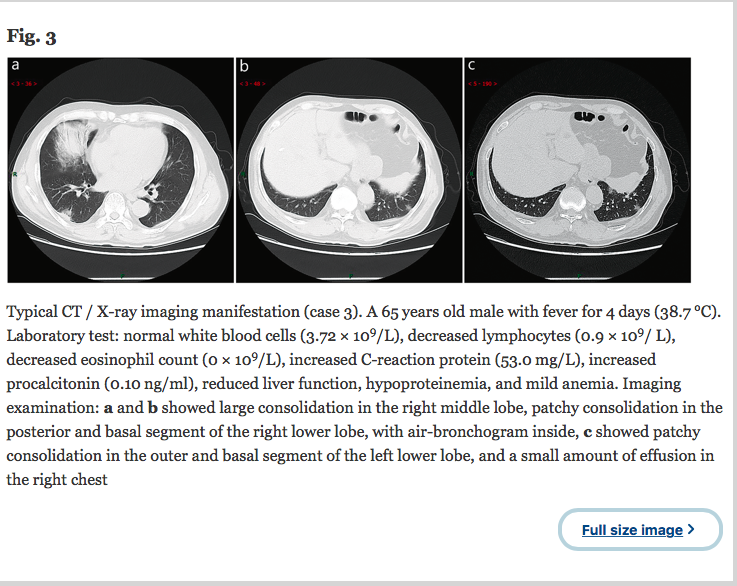 Fig. 3
a
b
c
Typical CT / X-ray imaging manifestation (case 3). A 65 years old male with fever for 4 days (38.7 °C).
Laboratory test: normal white blood cells (3.72 × 10⁹/L), decreased lymphocytes (0.9 × 10⁹/ L),
decreased eosinophil count (0 × 10⁹/L), increased C-reaction protein (53.0 mg/L), increased
procalcitonin (0.10 ng/ml), reduced liver function, hypoproteinemia, and mild anemia. Imaging
examination: a and b showed large consolidation in the right middle lobe, patchy consolidation in the
posterior and basal segment of the right lower lobe, with air-bronchogram inside, c showed patchy
consolidation in the outer and basal segment of the left lower lobe, and a small amount of effusion in
the right chest
Full size image >